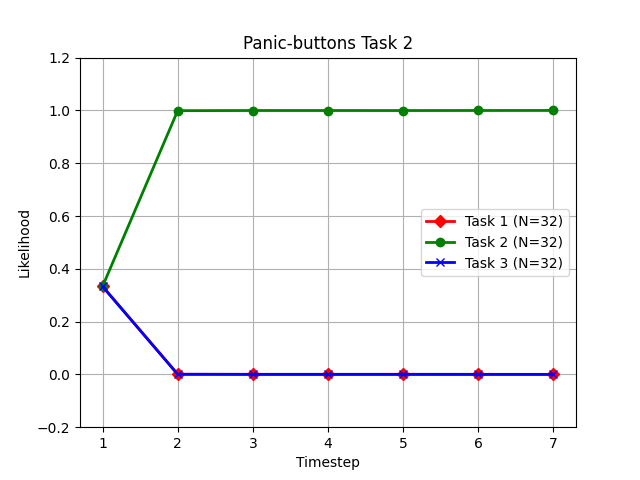 Panic-buttons Task 2
1.2
1.0
0.8
0.6
0.4
0.2
0.0
−0.2
Likelihood
Task 1 (N=32)
Task 2 (N=32)
Task 3 (N=32)
1 2 3 4 5 6 7
Timestep